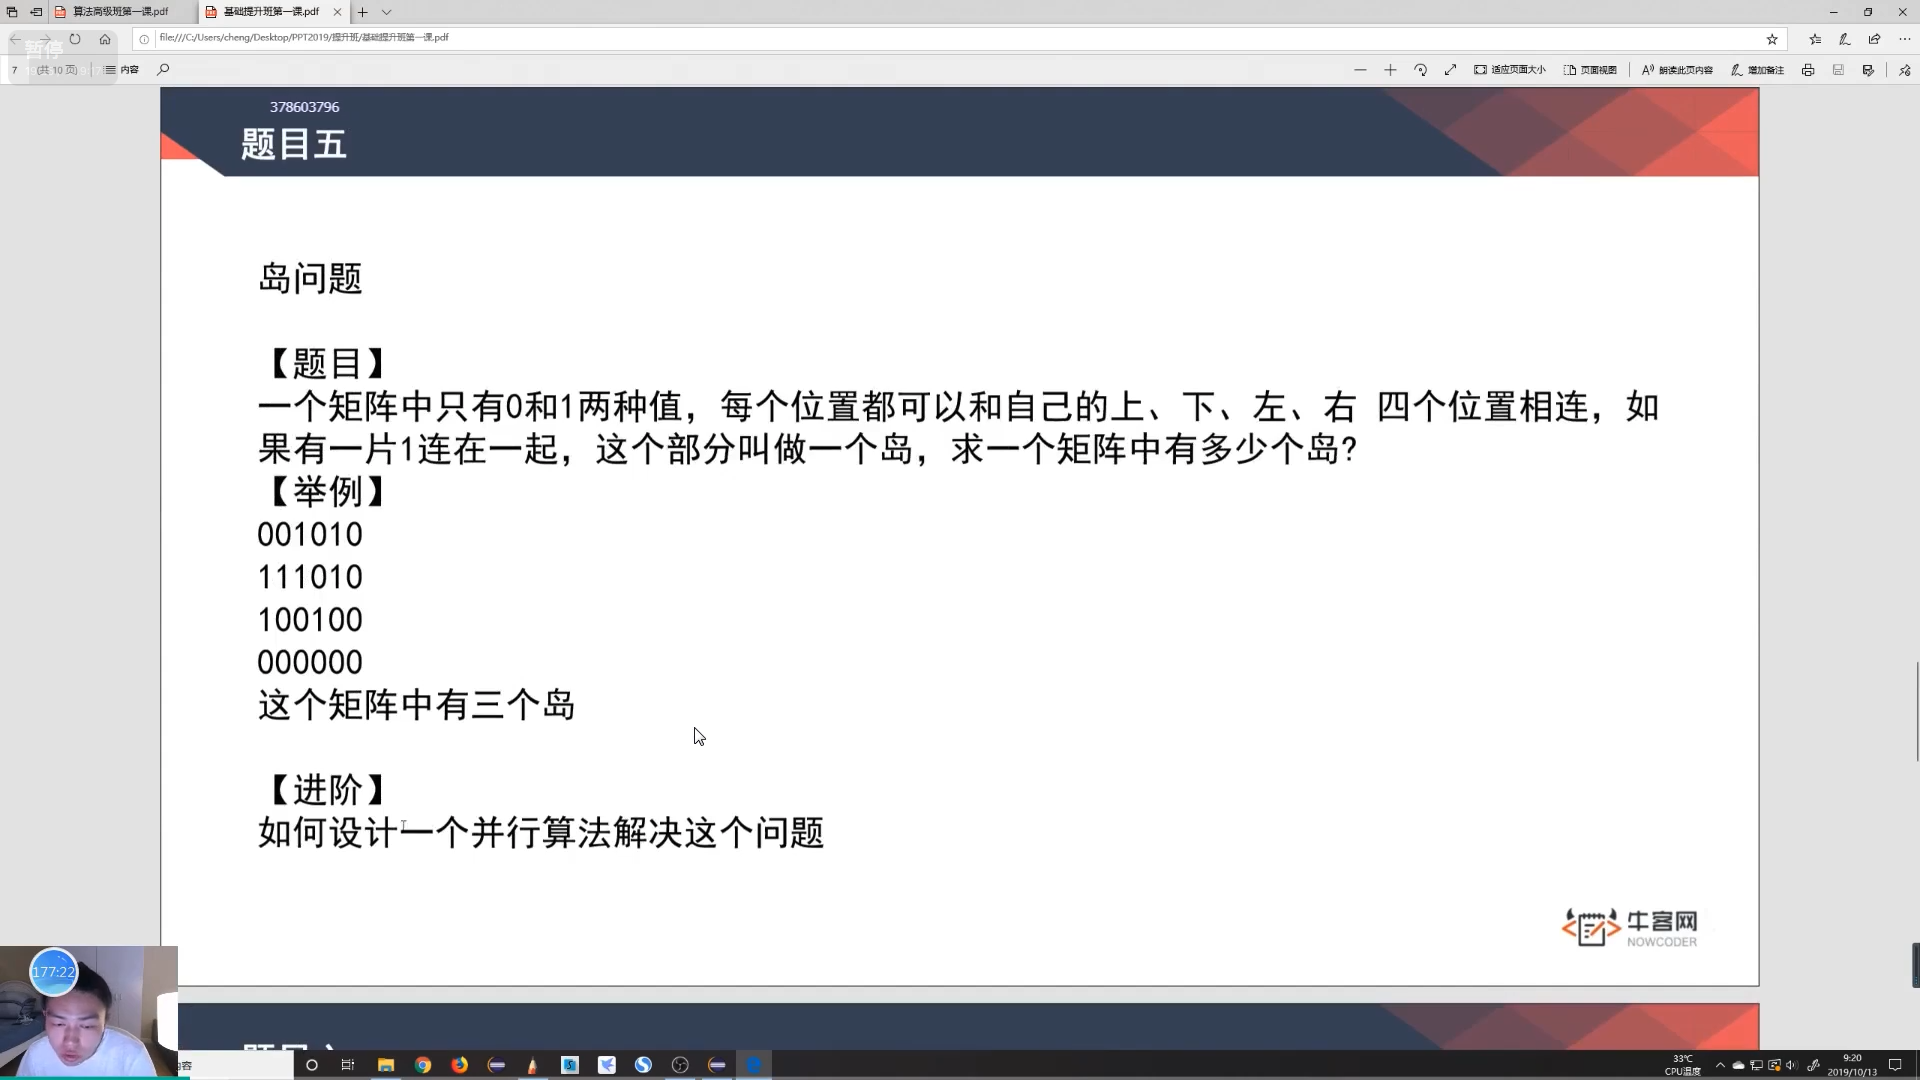 算法高级班第一课.pdf
基础提升班第一课.pdf
暂停
file:///C:/Users/cheng/Desktop/PPT2019/提升班/基础提升班第一课.pdf
7 (共 10 页) 内容
适应页面大小 页面视图 朗读此页内容 增加备注
378603796
题目五
岛问题
【题目】
一个矩阵中只有0和1两种值，每个位置都可以和自己的上、下、左、右 四个位置相连，如
果有一片1连在一起，这个部分叫做一个岛，求一个矩阵中有多少个岛?
【举例】
001010
111010
100100
000000
这个矩阵中有三个岛
【进阶】
如何设计一个并行算法解决这个问题
牛客网
NOWCODER
177:22
内容
33℃
CPU温度
9:20
2019/10/13